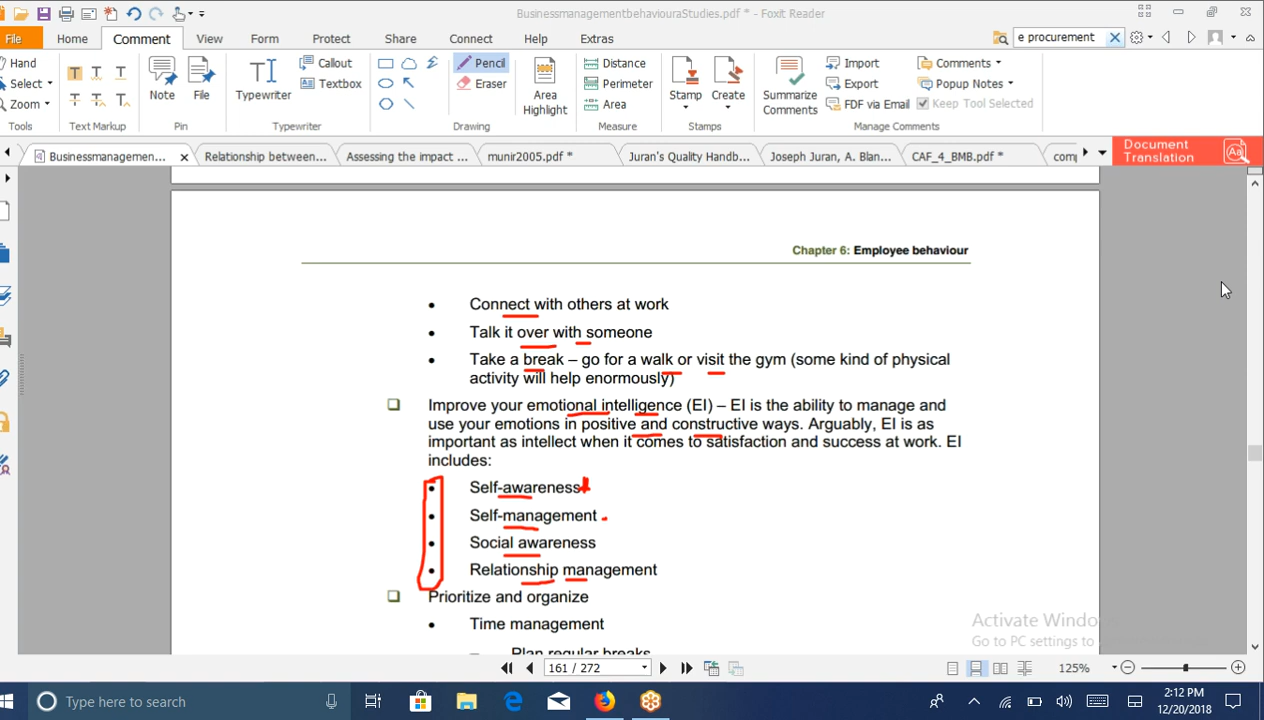 BusinessmanagementbehaviouraStudies.pdf * - Foxit Reader
File Home Comment View Form Protect Share Connect Help Extras
e procurement
Hand
Select
Zoom
Tools
Text Markup
Note
File
Pin
Typewriter
Callout
Textbox
Typewriter
Pencil
Eraser
Area Highlight
Drawing
Distance
Perimeter
Area
Measure
Stamp
Create
Stamps
Summarize Comments
Import
Export
FDF via Email
Comments
Popup Notes
Keep Tool Selected
Manage Comments
Businessmanagemen... Relationship between... Assessing the impact ... munir2005.pdf * Juran's Quality Handb... Joseph Juran, A. Blan... CAF_4_BMB.pdf * com
Document Translation
Chapter 6: Employee behaviour
• Connect with others at work
• Talk it over with someone
• Take a break – go for a walk or visit the gym (some kind of physical
activity will help enormously)
❑ Improve your emotional intelligence (EI) – EI is the ability to manage and
use your emotions in positive and constructive ways. Arguably, EI is as
important as intellect when it comes to satisfaction and success at work. EI
includes:
• Self-awareness
• Self-management
• Social awareness
• Relationship management
❑ Prioritize and organize
• Time management
– Plan regular breaks
Activate Windo
Go to PC settings to
161 / 272
125%
Type here to search
2:12 PM
12/20/2018